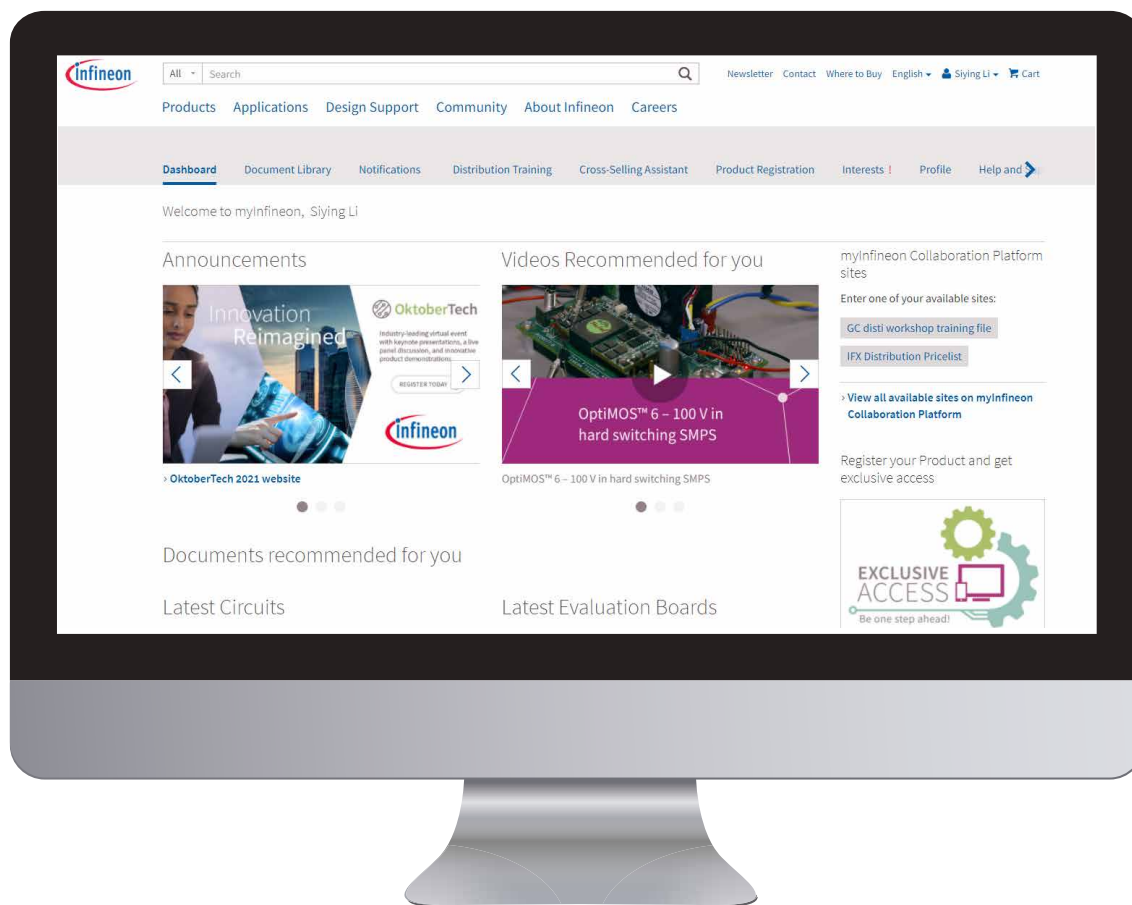 infineon
All
Search
Newsletter Contact Where to Buy English Siying Li Cart
Products Applications Design Support Community About Infineon Careers
Dashboard Document Library Notifications Distribution Training Cross-Selling Assistant Product Registration Interests ! Profile Help and
Welcome to myInfineon, Siying Li
Announcements
Innovation
Reimagined
OktoberTech
Industry-leading virtual event
with keynote presentations, a live
panel discussion, and innovative
product demonstrations
REGISTER TODAY
infineon
OktoberTech 2021 website
Videos Recommended for you
OptiMOS™ 6 – 100 V in
hard switching SMPS
OptiMOS™ 6 – 100 V in hard switching SMPS
myInfineon Collaboration Platform
sites
Enter one of your available sites:
GC disti workshop training file
IFX Distribution Pricelist
View all available sites on myInfineon
Collaboration Platform
Register your Product and get
exclusive access
EXCLUSIVE
ACCESS
Be one step ahead!
Documents recommended for you
Latest Circuits
Latest Evaluation Boards